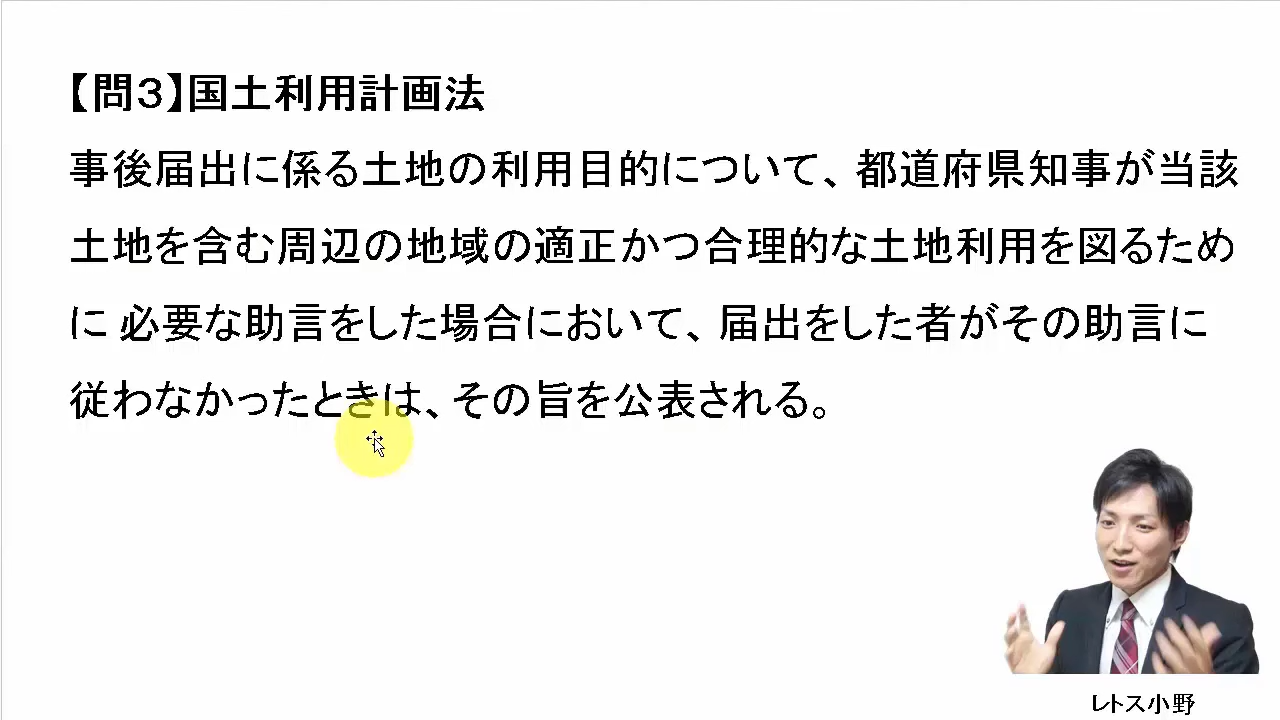 【問３】国土利用計画法
事後届出に係る土地の利用目的について、都道府県知事が当該
土地を含む周辺の地域の適正かつ合理的な土地利用を図るため
に 必要な助言をした場合において、届出をした者がその助言に
従わなかったときは、その旨を公表される。
レトス小野